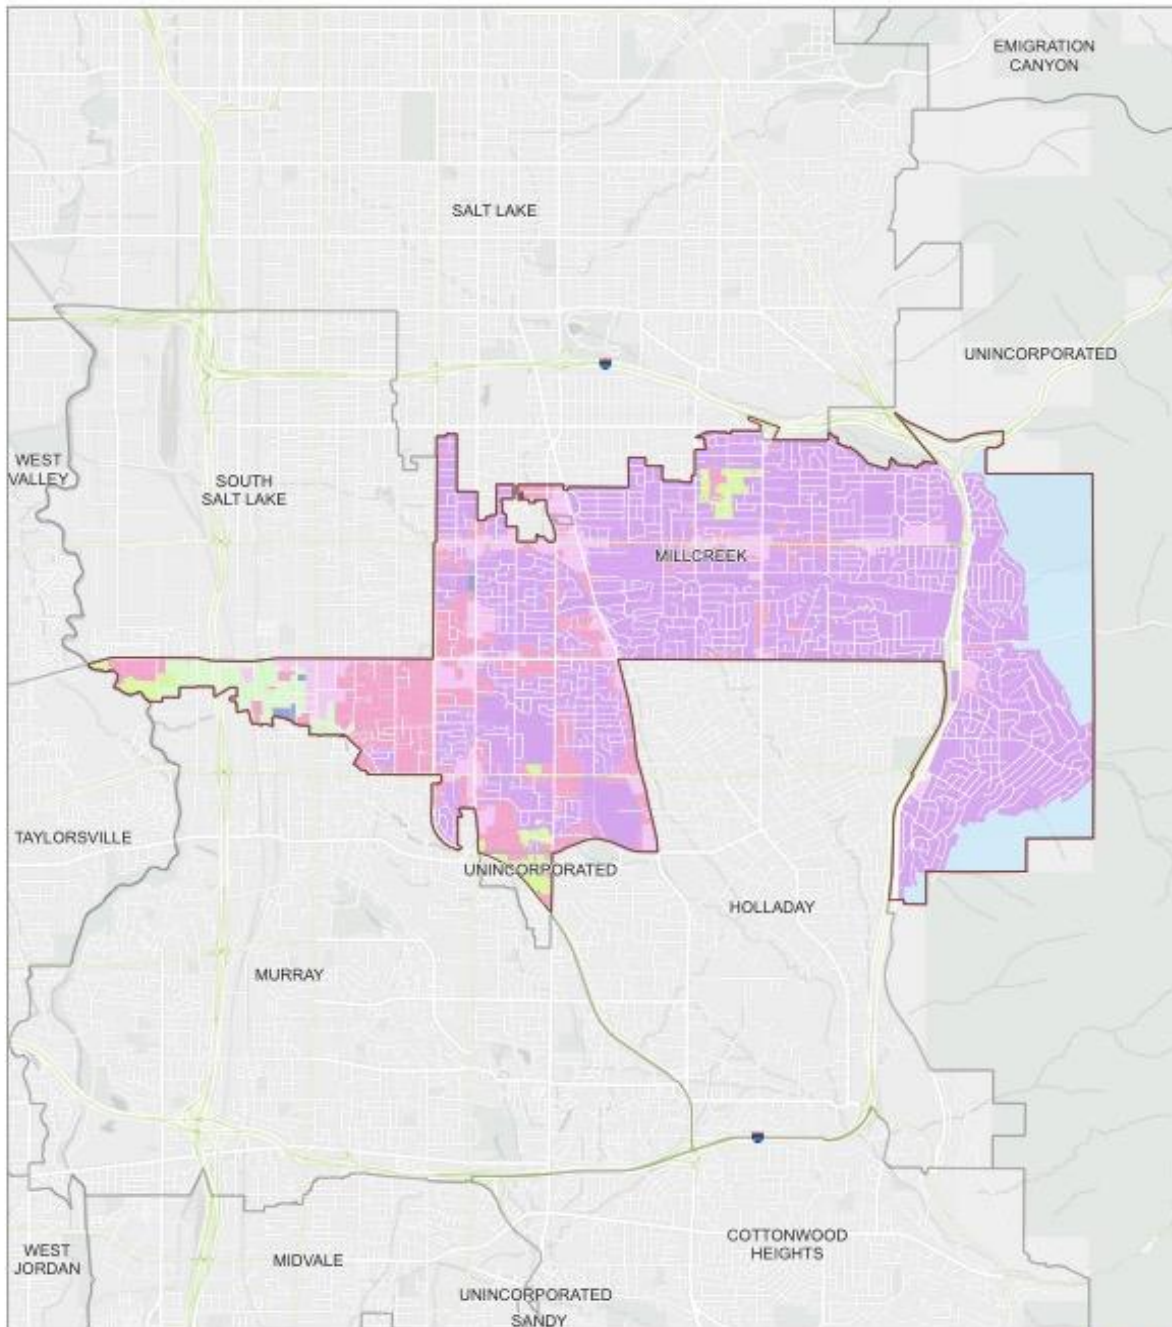 EMIGRATION
CANYON
SALT LAKE
UNINCORPORATED
WEST
VALLEY
SOUTH
SALT LAKE
MILLCREEK
TAYLORSVILLE
UNINCORPORATED
HOLLADAY
MURRAY
COTTONWOOD
HEIGHTS
WEST
JORDAN
MIDVALE
UNINCORPORATED
SANDY